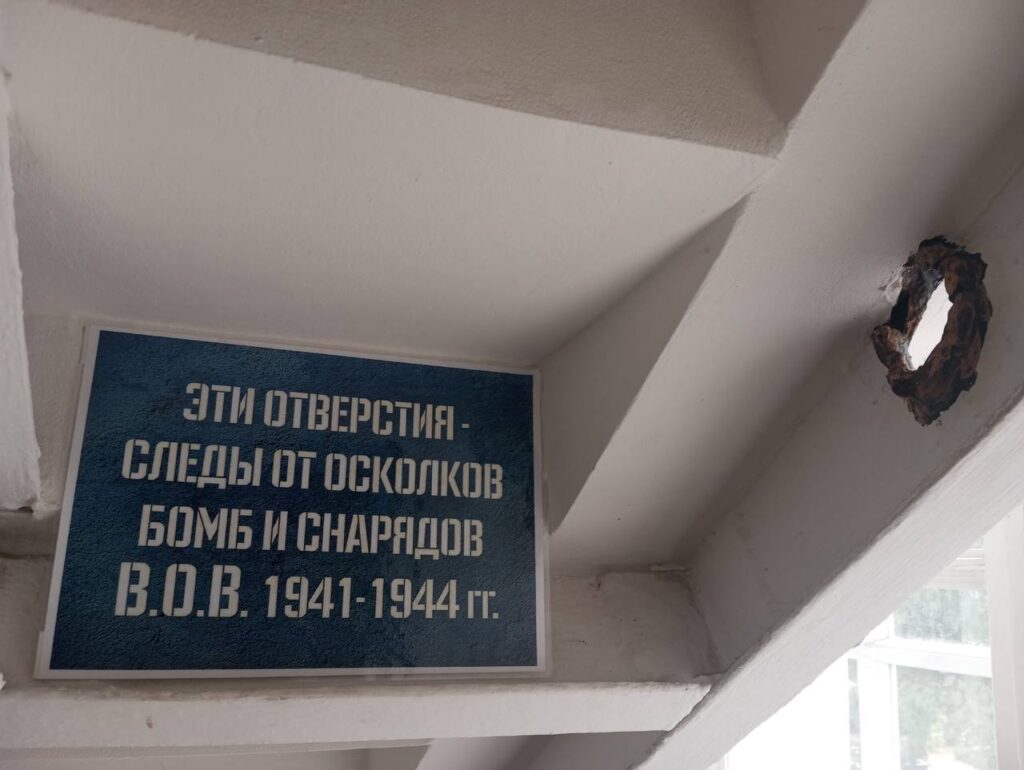 ЭТИ ОТВЕРСТИЯ -
СЛЕДЫ ОТ ОСКОЛКОВ
БОМБ И СНАРЯДОВ
В.О.В. 1941-1944 гг.